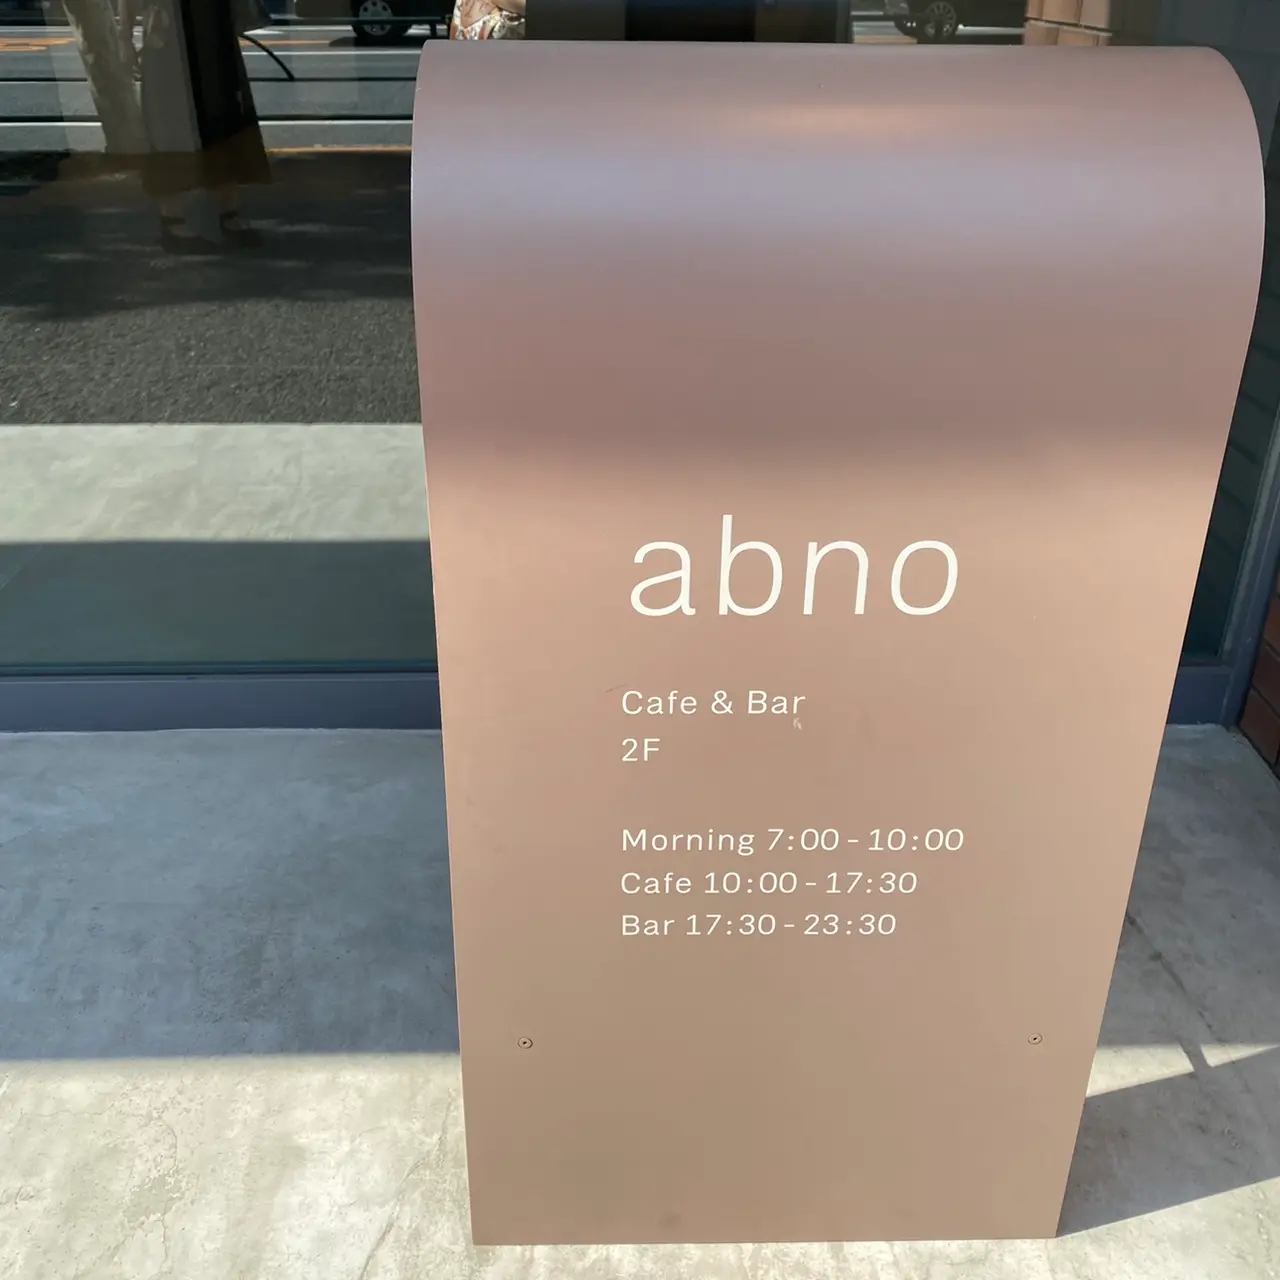 abno
Cafe & Bar
2F
Morning 7:00 - 10:00
Cafe 10:00 - 17:30
Bar 17:30 - 23:30